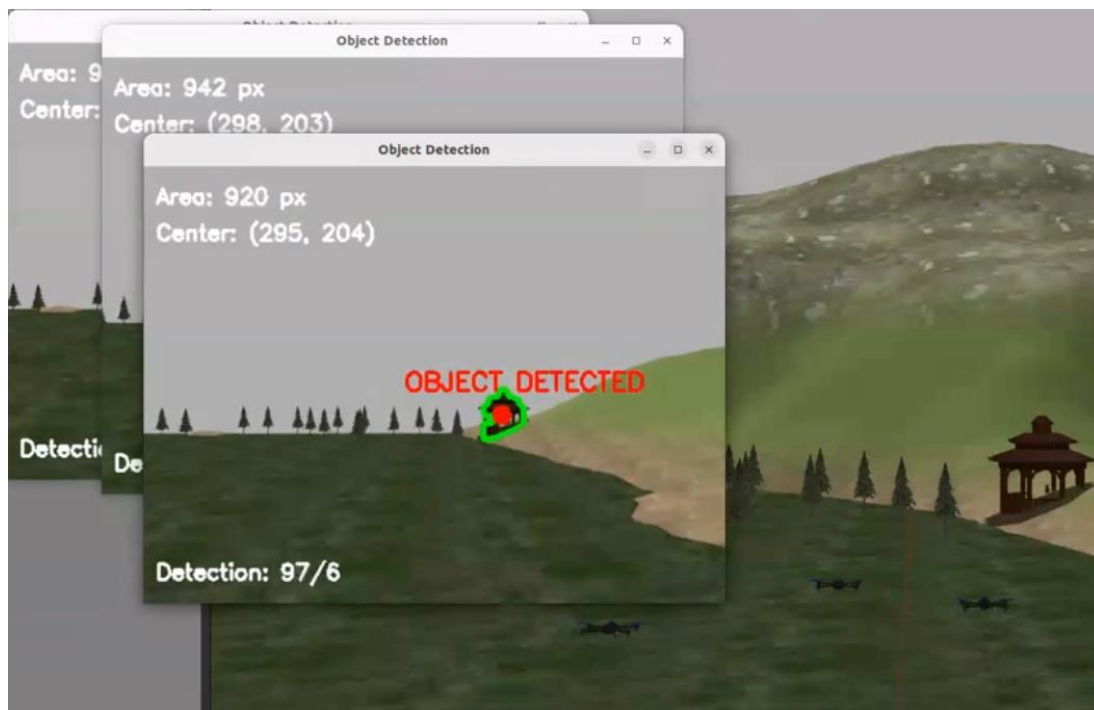 Object Detection
Area: 9
Center:
Detecti
Object Detection
Area: 942 px
Center: (298, 203)
De
Object Detection
Area: 920 px
Center: (295, 204)
OBJECT DETECTED
Detection: 97/6